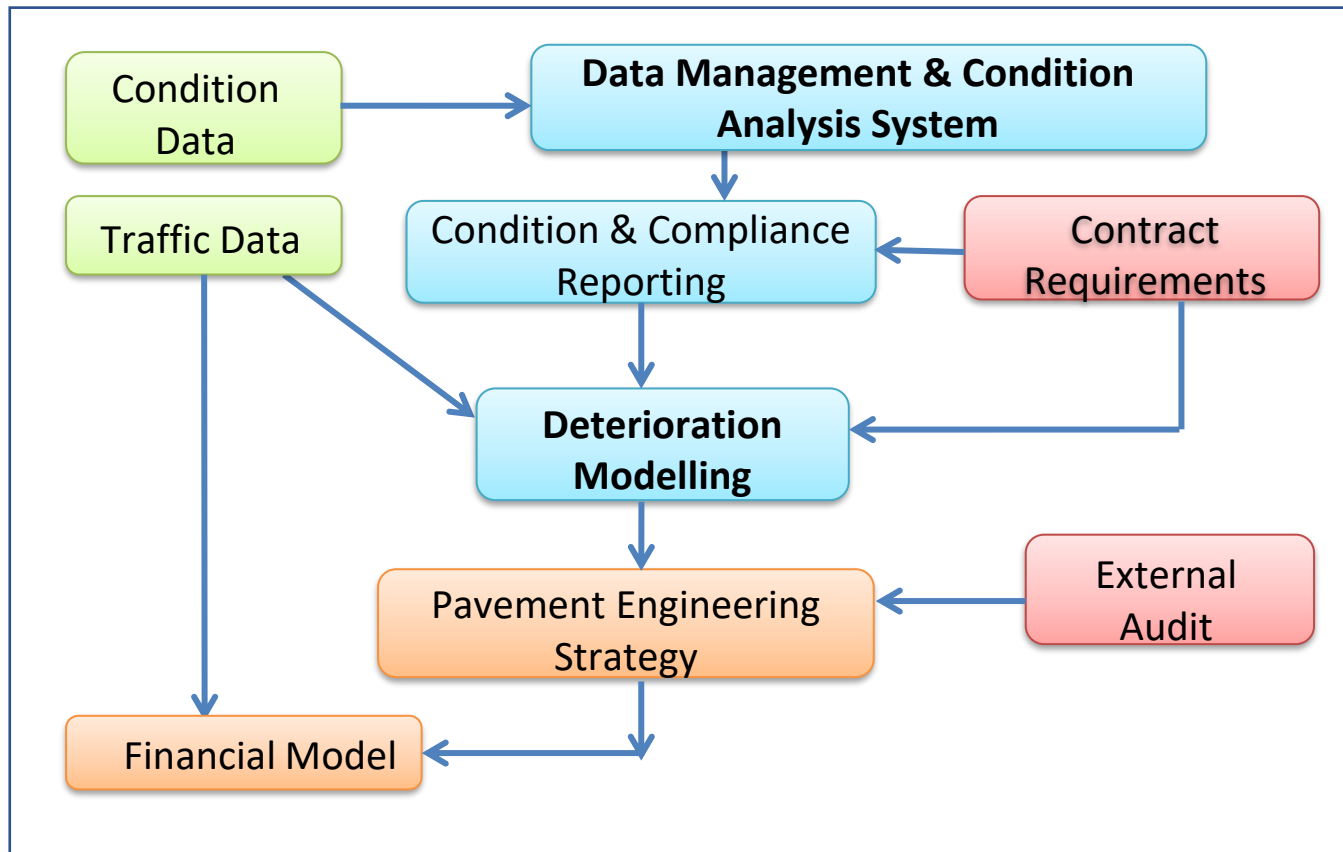 Condition
Data
Data Management & Condition
Analysis System
Traffic Data
Condition & Compliance
Reporting
Contract
Requirements
Deterioration
Modelling
Pavement Engineering
Strategy
External
Audit
Financial Model